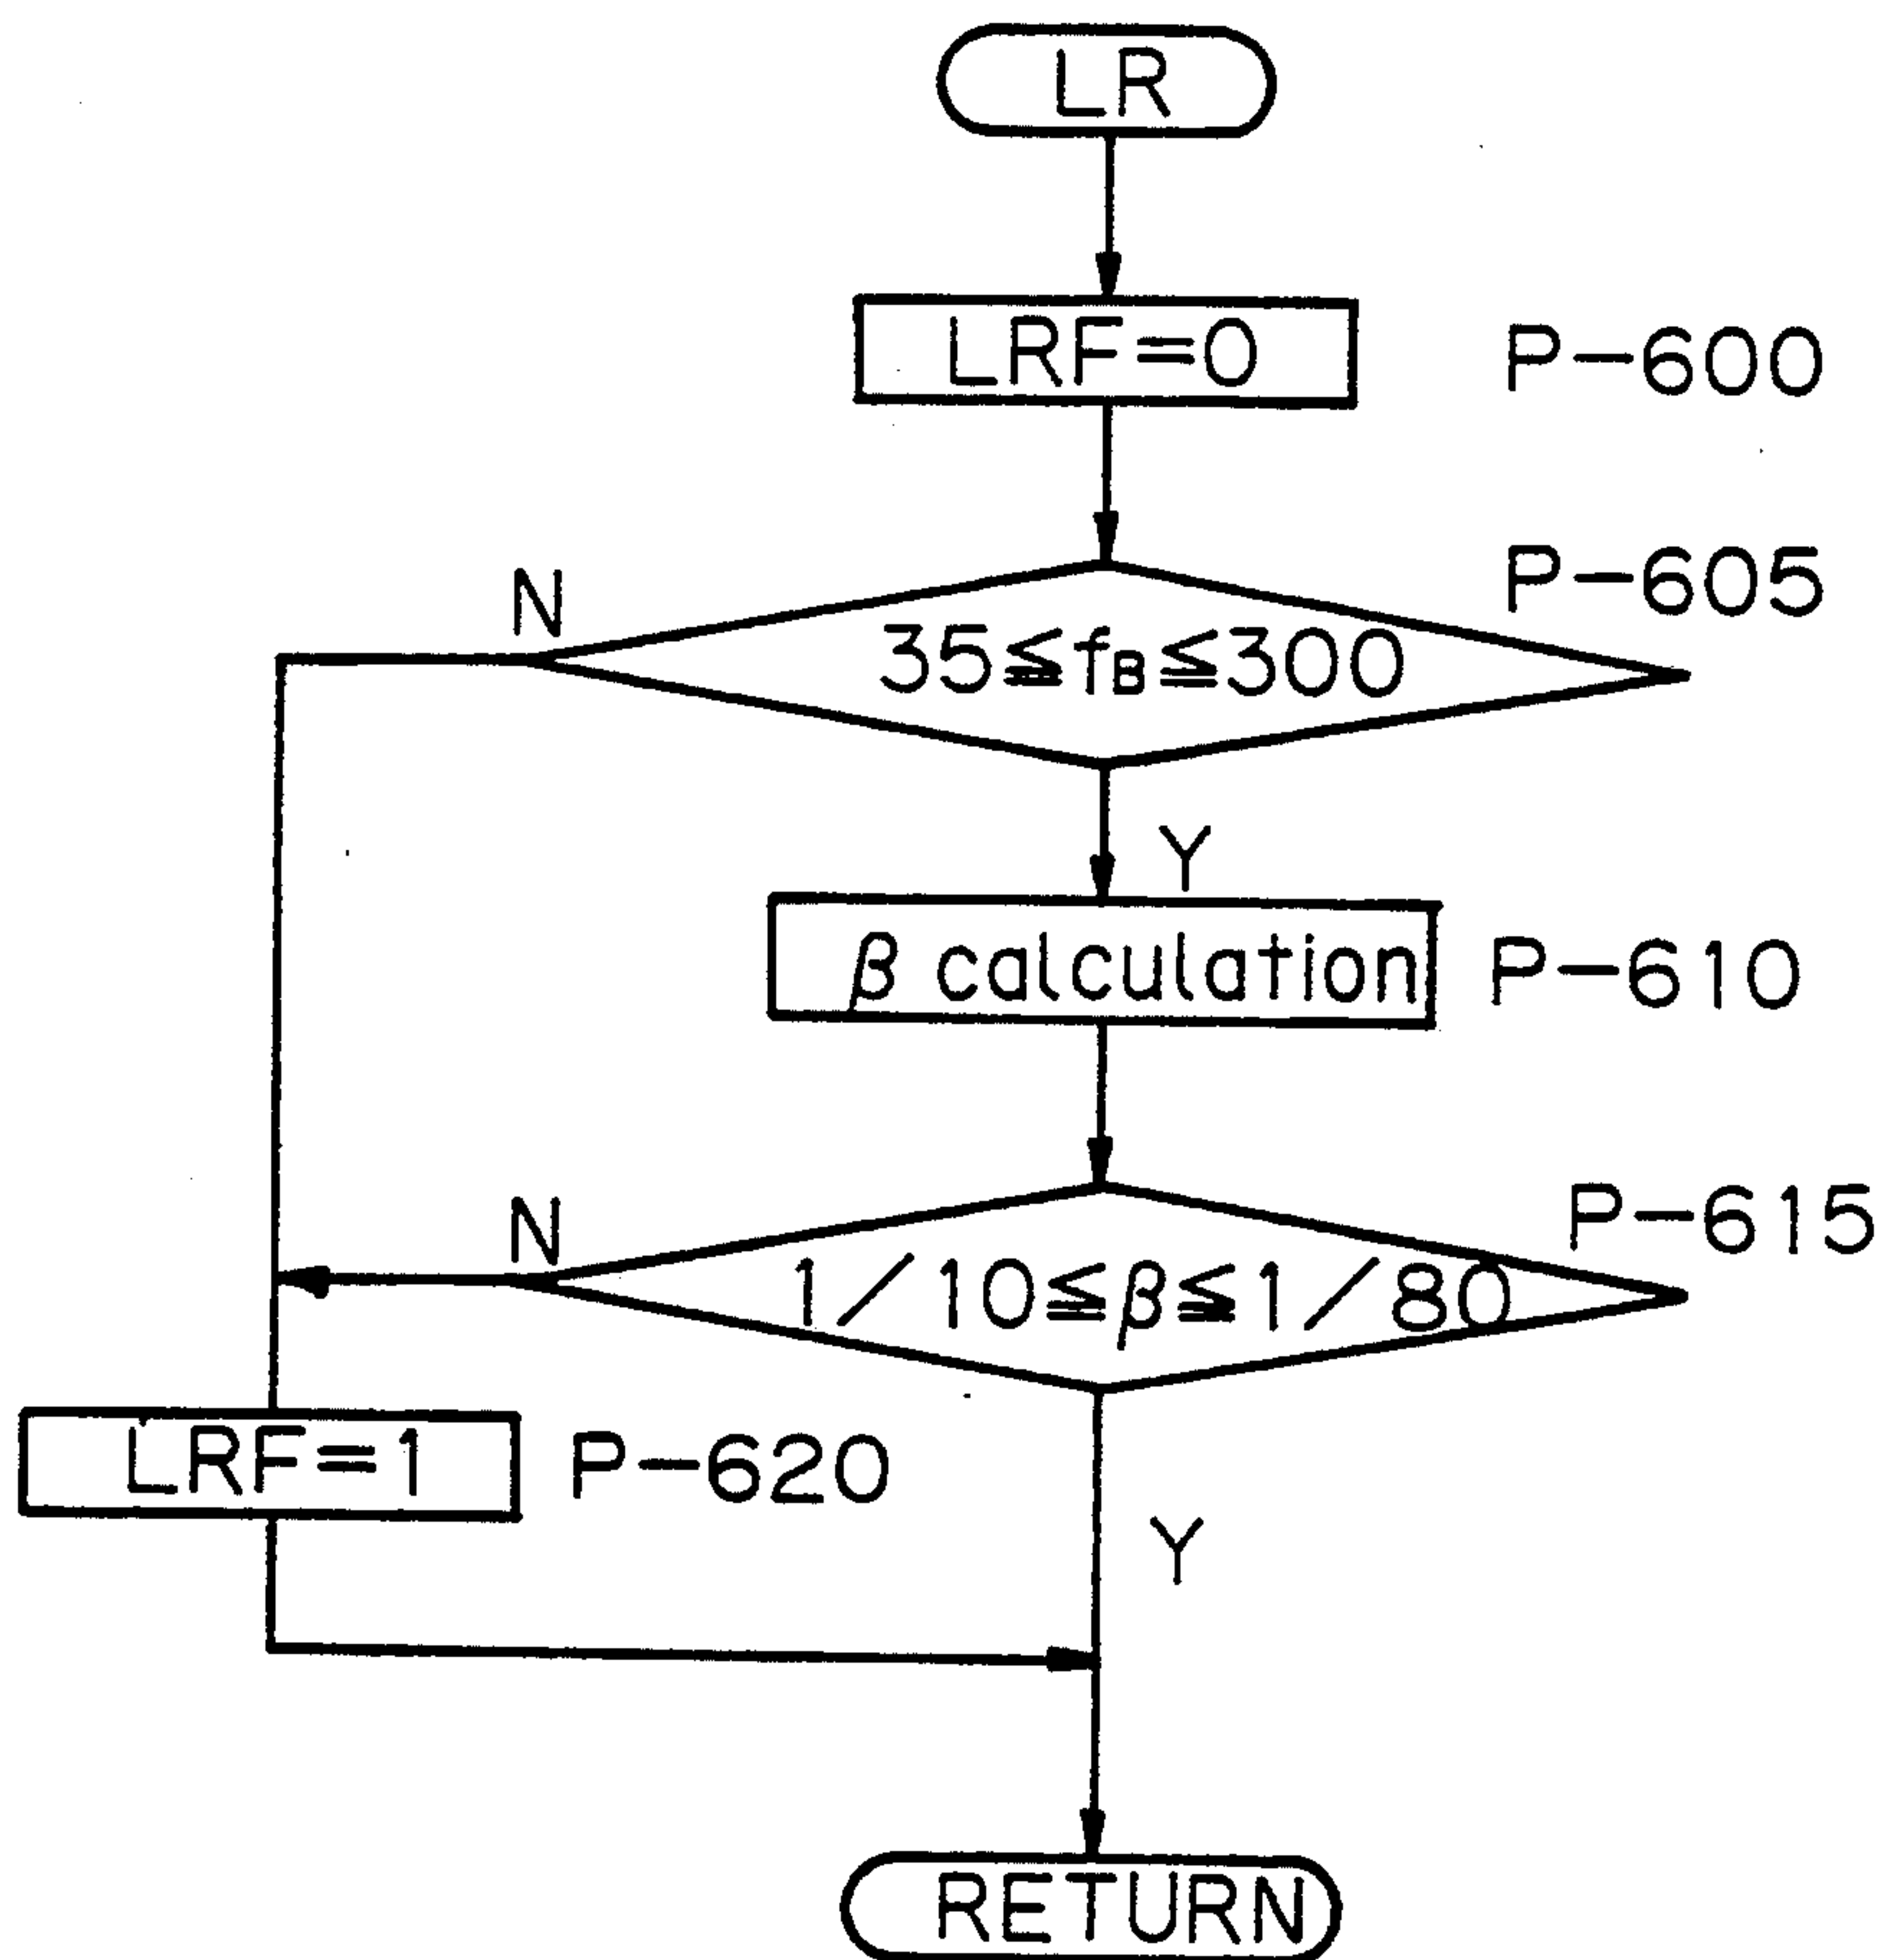 LR
LRF=0
P-600
P-605
N
35≦fB≦300
Y
β calculation
P-610
P-615
N
1/10≦β≦1/80
LRF=1
P-620
Y
RETURN